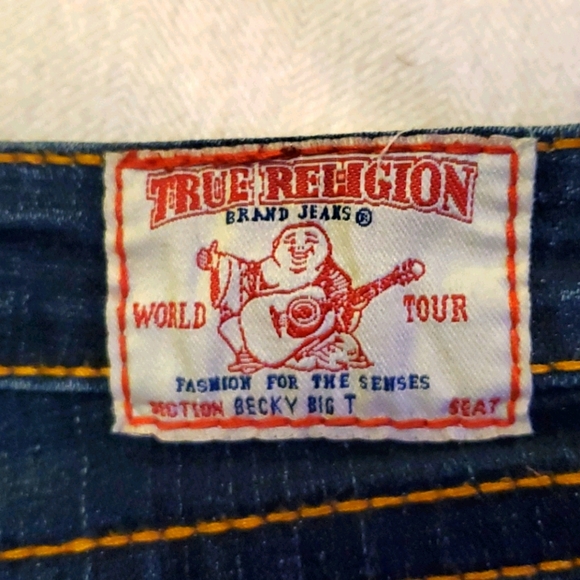 TRUE RELIGION
BRAND JEANS®
WORLD TOUR
FASHION FOR THE SENSES
SECTION BECKY BIG T SEAT